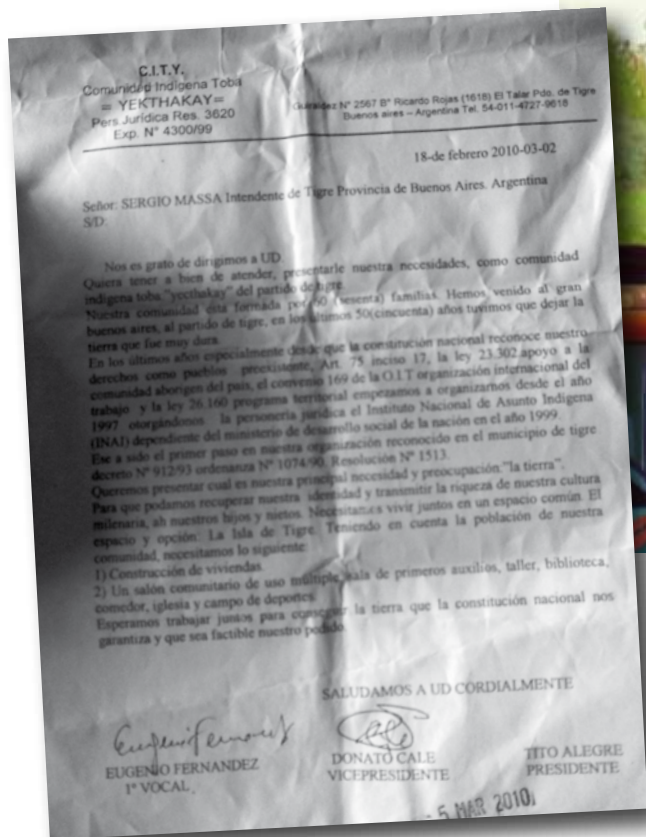 C.I.T.Y.
Comunidad Indígena Toba
= YEKTHAKAY=
Pers.Jurídica Res. 3620
Exp. N° 4300/99
N° 2567 B° Ricardo Rojas (1618) El Talar Pdo. de Tigre
Buenos aires – Argentina Tel. 54-011-4727-9618
18-de febrero 2010-03-02
Señor: SERGIO MASSA Intendente de Tigre Provincia de Buenos Aires. Argentina
S/D.
Nos es grato de dirigirnos a UD.
Quiera tener a bien de atender, presentarle nuestra necesidades, como comunidad
indígena toba."yecthakay" del partido de tigre.
Nuestra comunidad esta formada por 60 (sesenta) familias. Hemos venido al gran
buenos aires, al partido de tigre, en los últimos 50(cincuenta) años tuvimos que dejar la
tierra que fue muy dura.
En los últimos años especialmente desde que la constitución nacional reconoce nuestro
derechos como pueblos preexistente, Art. 75 inciso 17, la ley 23.302 apoyo a la
comunidad aborigen del país, el convenio 169 de la O.I.T organización internacional del
trabajo y la ley 26.160 programa territorial empezamos a organizarnos desde el año
1997 otorgándonos la personería jurídica el Instituto Nacional de Asunto Indígena
(INAI) dependiente del ministerio de desarrollo social de la nación en el año 1999.
Ese a sido el primer paso en nuestra organización reconocido en el municipio de tigre
decreto N° 912/93 ordenanza N° 1074/90. Resolución N° 1513.
Queremos presentar cual es nuestra principal necesidad y preocupación:"la tierra".
Para que podamos recuperar nuestra identidad y transmitir la riqueza de nuestra cultura
milenaria, ah nuestros hijos y nietos. Necesitamos vivir juntos en un espacio común. El
espacio y opción: La Isla de Tigre. Teniendo en cuenta la población de nuestra
comunidad, necesitamos lo siguiente:
1) Construcción de viviendas.
2) Un salón comunitario de uso múltiple, sala de primeros auxilios, taller, biblioteca,
comedor, iglesia y campo de deportes.
Esperamos trabajar juntos para conseguir la tierra que la constitución nacional nos
garantiza y que sea factible nuestro pedido.
SALUDAMOS A UD CORDIALMENTE
Eugenio Fernandez
Cale
EUGENIO FERNANDEZ
1° VOCAL
DONATO CALE
VICEPRESIDENTE
TITO ALEGRE
PRESIDENTE
- 5 MAR 2010